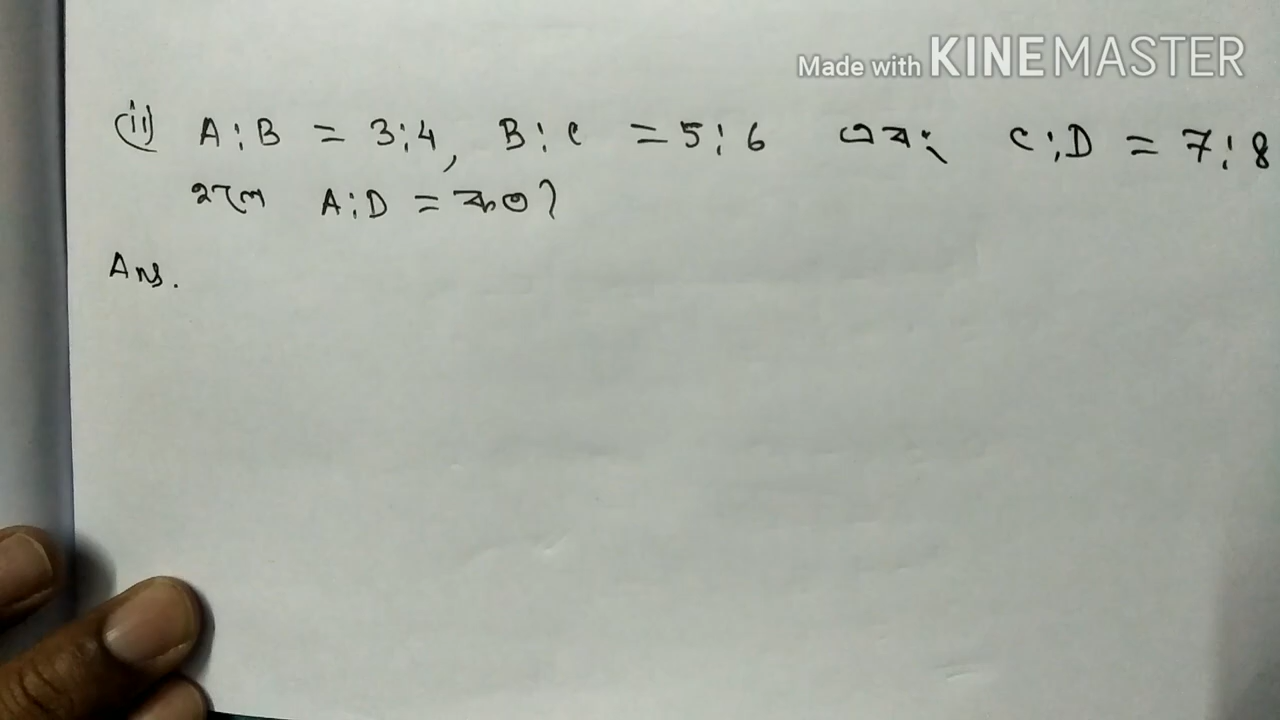 Made with KINEMASTER
(ii) A:B = 3:4, B:C = 5:6 এবং C:D = 7:8
হলে A:D = কত?
Ans.